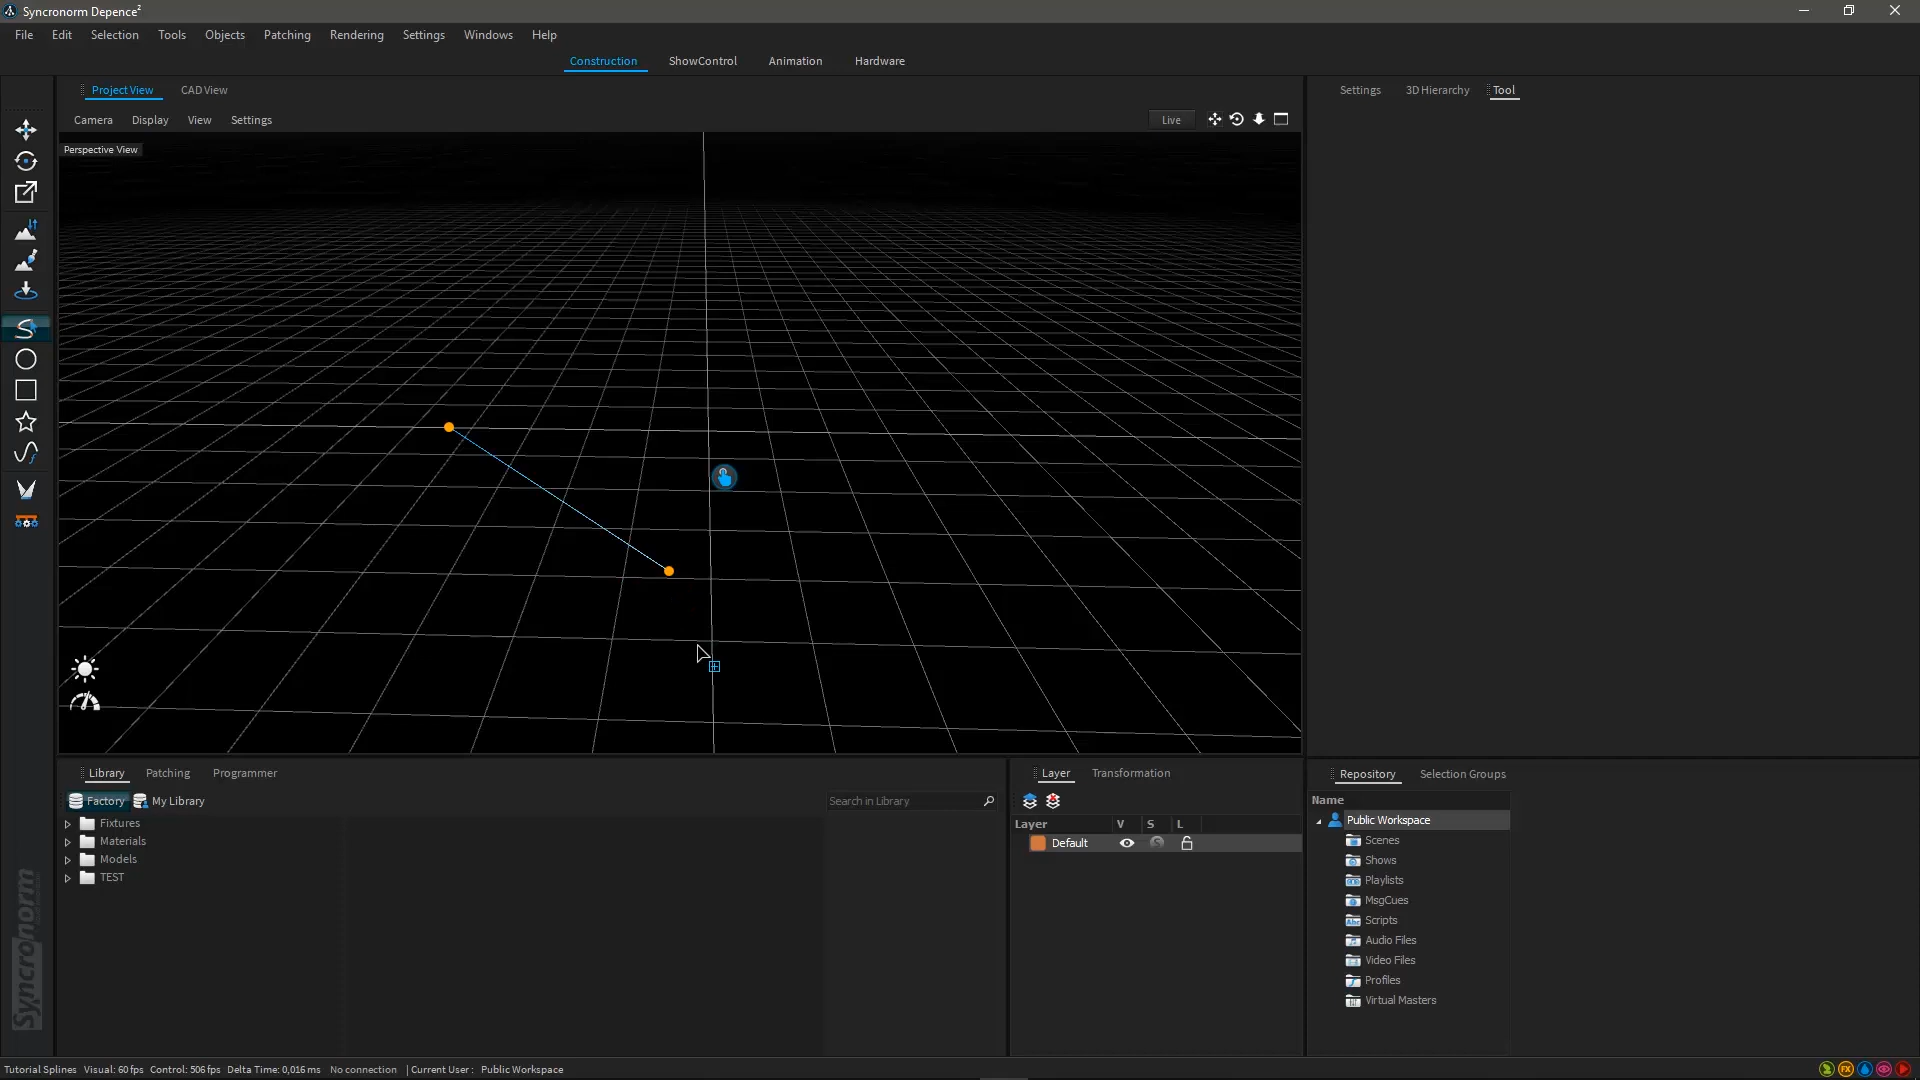 Syncronorm Depence²
File Edit Selection Tools Objects Patching Rendering Settings Windows Help
Construction ShowControl Animation Hardware
Project View CAD View
Settings 3D Hierarchy Tool
Camera Display View Settings
Live
Perspective View
Library Patching Programmer
Factory My Library
Search in Library
Fixtures
Materials
Models
TEST
Layer Transformation
Layer V S L
Default
Repository Selection Groups
Name
Public Workspace
Scenes
Shows
Playlists
MsgCues
Scripts
Audio Files
Video Files
Profiles
Virtual Masters
Syncronorm
Tutorial Splines Visual: 60 fps Control: 506 fps Delta Time: 0,016 ms No connection | Current User : Public Workspace
FX